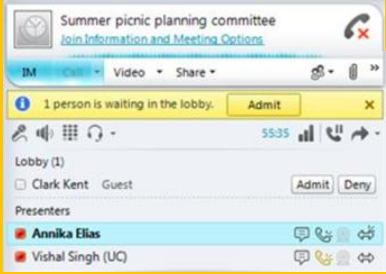 Summer picnic planning committee
Join Information and Meeting Options
IM Call Video Share
1 person is waiting in the lobby. Admit
55:35
Lobby (1)
Clark Kent Guest Admit Deny
Presenters
Annika Elias
Vishal Singh (UC)